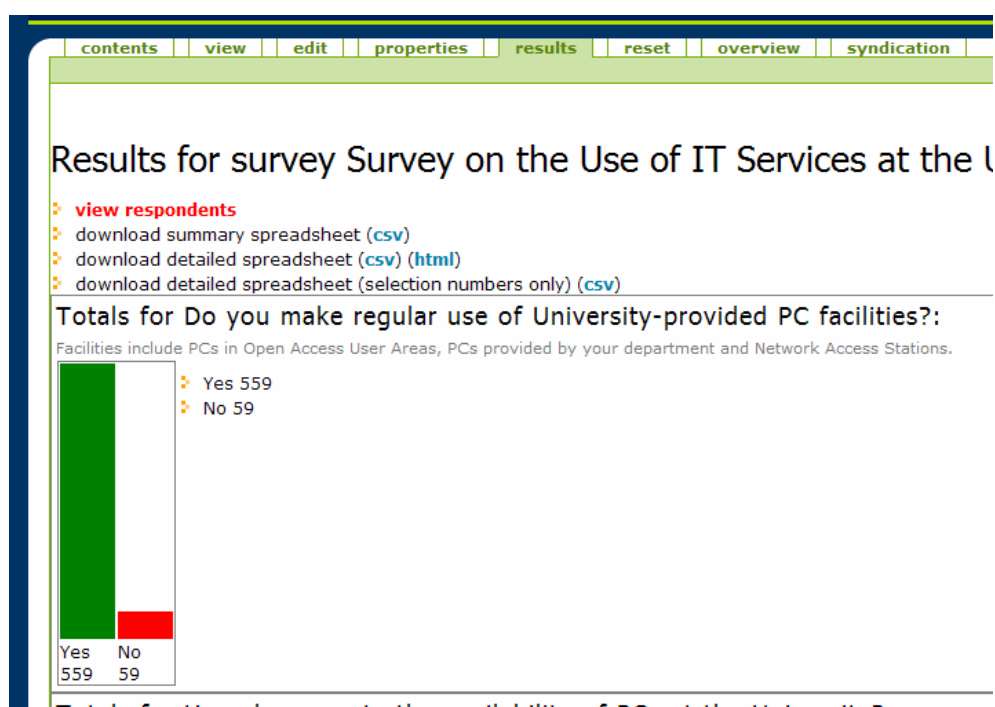 contents view edit properties results reset overview syndication
Results for survey Survey on the Use of IT Services at the
view respondents
download summary spreadsheet (csv)
download detailed spreadsheet (csv) (html)
download detailed spreadsheet (selection numbers only) (csv)
Totals for Do you make regular use of University-provided PC facilities?:
Facilities include PCs in Open Access User Areas, PCs provided by your department and Network Access Stations.
Yes 559
No 59
Yes No
559 59